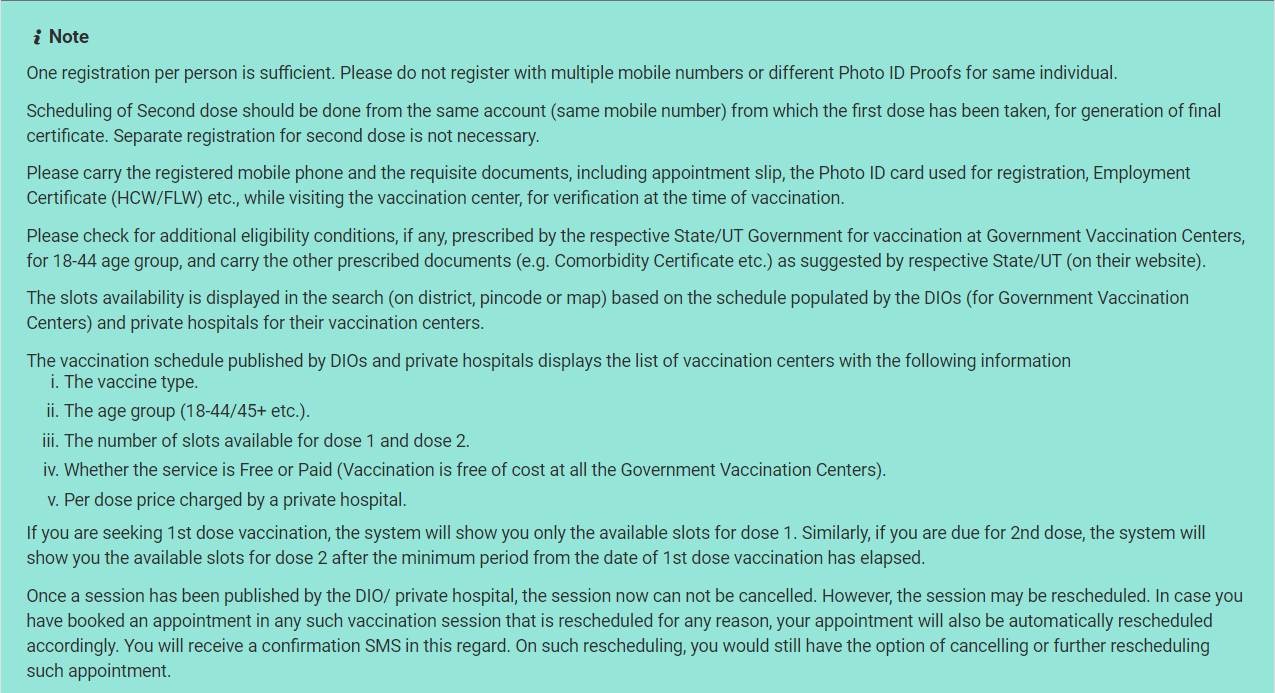 Note
One registration per person is sufficient. Please do not register with multiple mobile numbers or different Photo ID Proofs for same individual.
Scheduling of Second dose should be done from the same account (same mobile number) from which the first dose has been taken, for generation of final
certificate. Separate registration for second dose is not necessary.
Please carry the registered mobile phone and the requisite documents, including appointment slip, the Photo ID card used for registration, Employment
Certificate (HCW/FLW) etc., while visiting the vaccination center, for verification at the time of vaccination.
Please check for additional eligibility conditions, if any, prescribed by the respective State/UT Government for vaccination at Government Vaccination Centers,
for 18-44 age group, and carry the other prescribed documents (e.g. Comorbidity Certificate etc.) as suggested by respective State/UT (on their website).
The slots availability is displayed in the search (on district, pincode or map) based on the schedule populated by the DIOs (for Government Vaccination
Centers) and private hospitals for their vaccination centers.
The vaccination schedule published by DIOs and private hospitals displays the list of vaccination centers with the following information
i. The vaccine type.
ii. The age group (18-44/45+ etc.).
iii. The number of slots available for dose 1 and dose 2.
iv. Whether the service is Free or Paid (Vaccination is free of cost at all the Government Vaccination Centers).
v. Per dose price charged by a private hospital.
If you are seeking 1st dose vaccination, the system will show you only the available slots for dose 1. Similarly, if you are due for 2nd dose, the system will
show you the available slots for dose 2 after the minimum period from the date of 1st dose vaccination has elapsed.
Once a session has been published by the DIO/ private hospital, the session now can not be cancelled. However, the session may be rescheduled. In case you
have booked an appointment in any such vaccination session that is rescheduled for any reason, your appointment will also be automatically rescheduled
accordingly. You will receive a confirmation SMS in this regard. On such rescheduling, you would still have the option of cancelling or further rescheduling
such appointment.